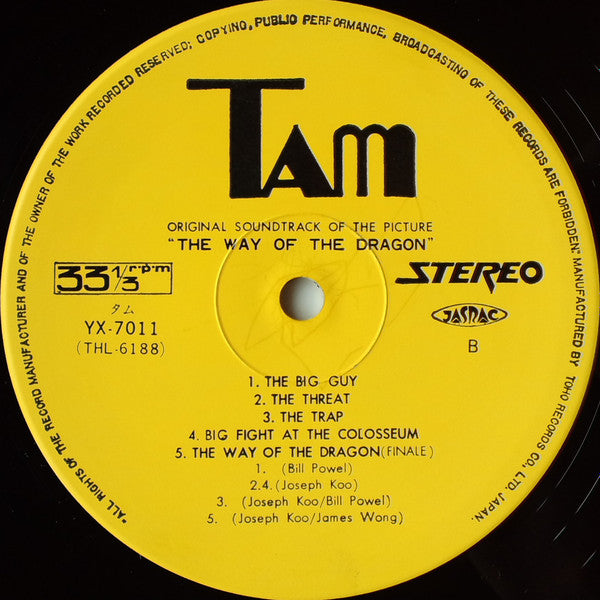 "ALL RIGHTS OF THE RECORD MANUFACTURER AND OF THE OWNER OF THE WORK RECORDED RESERVED; COPYING, PUBLIC PERFORMANCE, BROADCASTING OF THESE RECORDS ARE FORBIDDEN" MANUFACTURED BY TOHO RECORDS CO., LTD. JAPAN.
TAM
ORIGINAL SOUNDTRACK OF THE PICTURE
"THE WAY OF THE DRAGON"
33 1/3 r.p.m
STEREO
タム
YX-7011
(THL-6188)
JASRAC
B
1. THE BIG GUY
2. THE THREAT
3. THE TRAP
4. BIG FIGHT AT THE COLOSSEUM
5. THE WAY OF THE DRAGON (FINALE)
1. (Bill Powel)
2.4. (Joseph Koo)
3. (Joseph Koo/Bill Powel)
5. (Joseph Koo/James Wong)